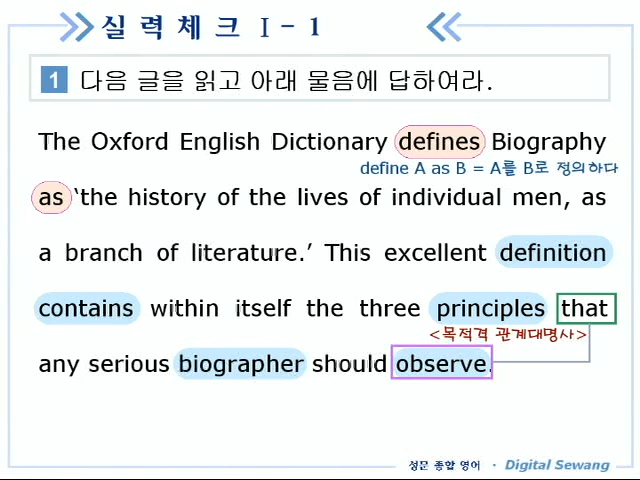 실력체크 I - 1
1 다음 글을 읽고 아래 물음에 답하여라.
The Oxford English Dictionary defines Biography
define A as B = A를 B로 정의하다
as ‘the history of the lives of individual men, as
a branch of literature.’ This excellent definition
contains within itself the three principles that
<목적격 관계대명사>
any serious biographer should observe.
정문 종합 영어 · Digital Sewang